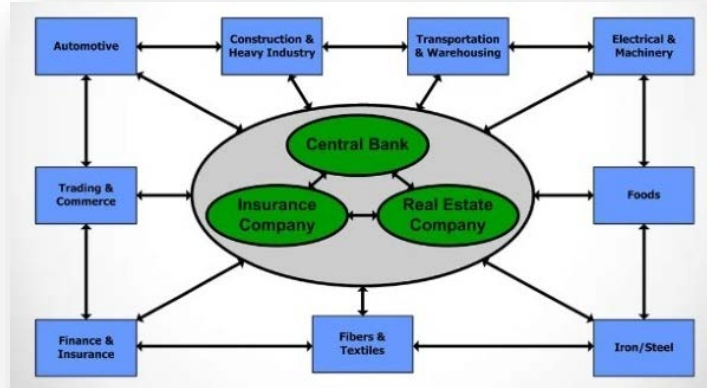 Automotive
Construction &
Heavy Industry
Transportation
& Warehousing
Electrical &
Machinery
Central Bank
Trading &
Commerce
Insurance
Company
Real Estate
Company
Foods
Finance &
Insurance
Fibers &
Textiles
Iron/Steel